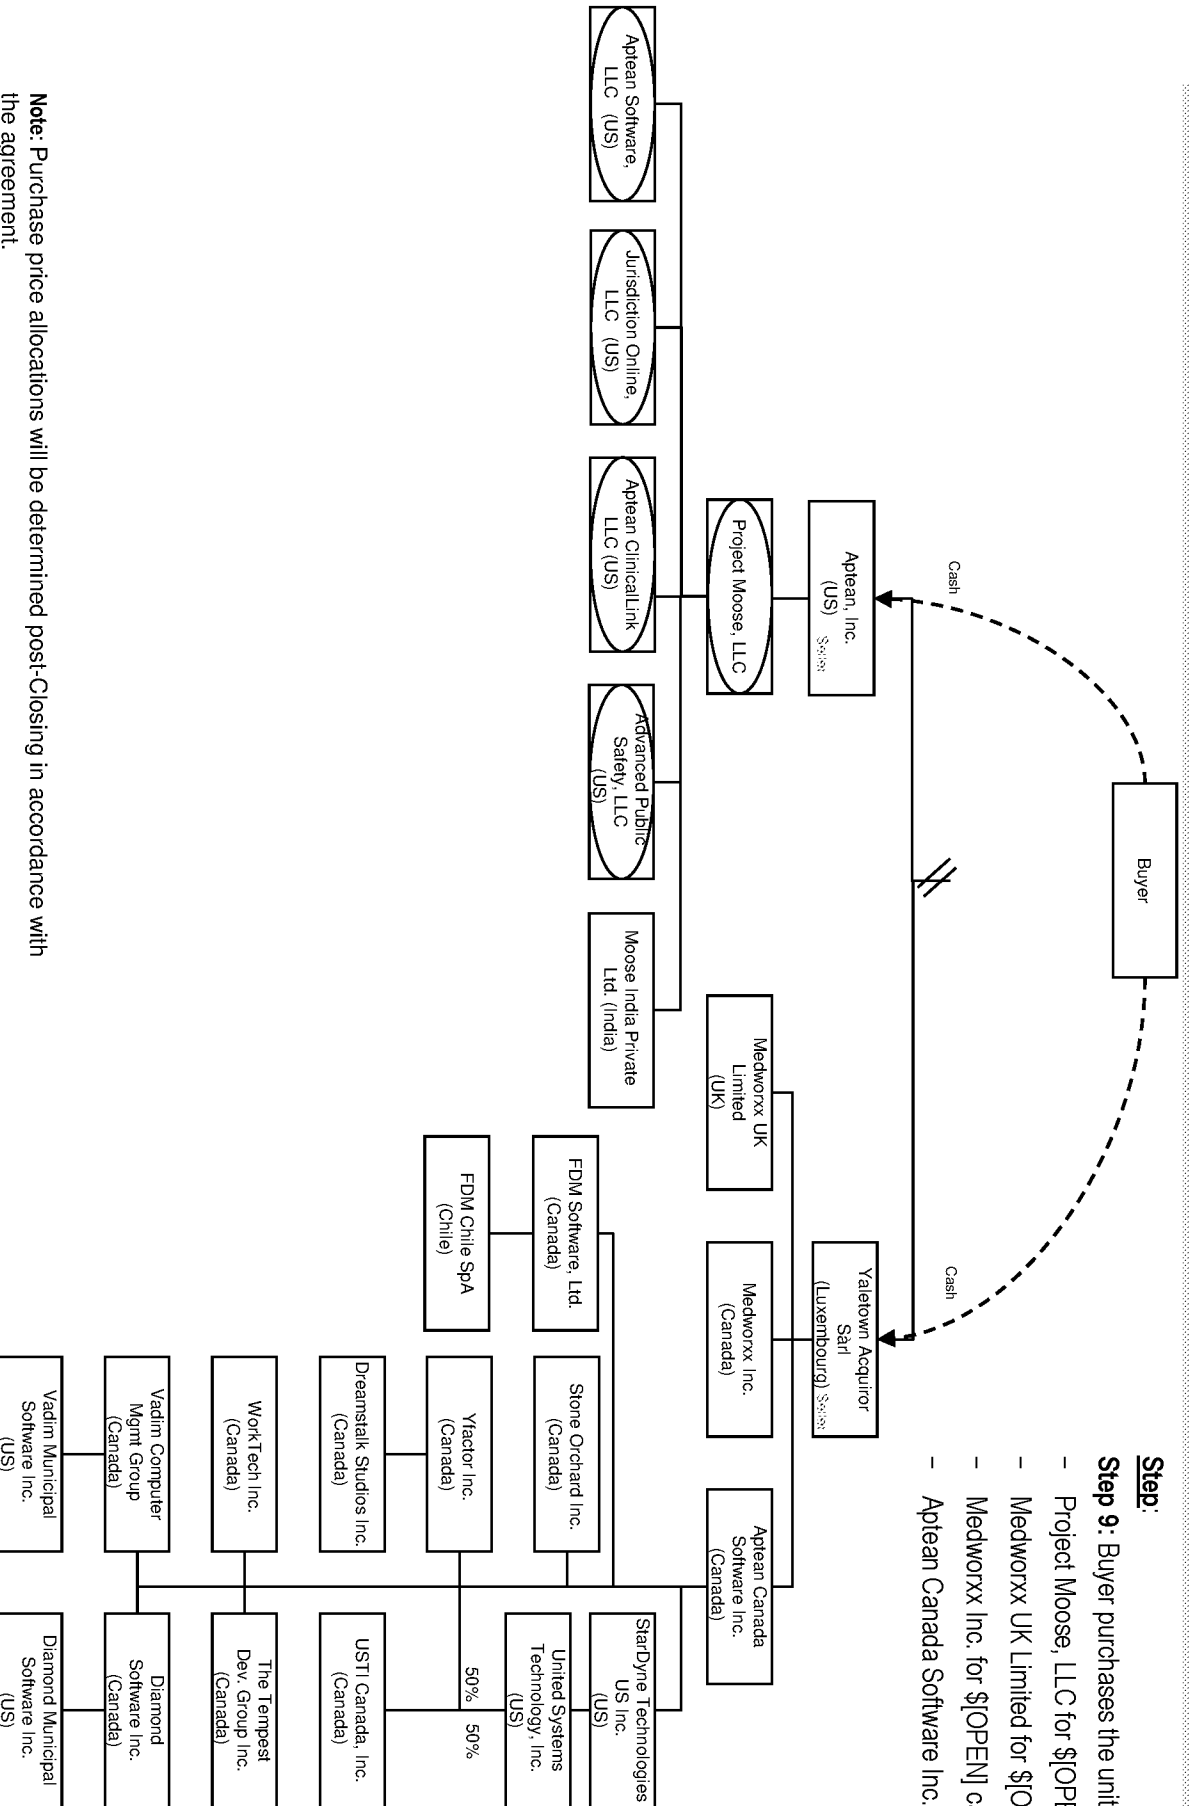 Step:
Step 9: Buyer purchases the unit
- Project Moose, LLC for $[OPE
- Medworxx UK Limited for $[O
- Medworxx Inc. for $[OPEN] c
- Aptean Canada Software Inc.
Buyer
Cash
Cash
Aptean, Inc.
(US) Seller
Yaletown Acquiror
Sàrl
(Luxembourg) Seller
Project Moose, LLC
Medworxx UK
Limited
(UK)
Medworxx Inc.
(Canada)
Aptean Canada
Software Inc.
(Canada)
Aptean Software,
LLC (US)
Jurisdiction Online,
LLC (US)
Aptean ClinicalLink
LLC (US)
Advanced Public
Safety, LLC
(US)
Moose India Private
Ltd. (India)
StarDyne Technologies
US Inc.
(US)
FDM Software, Ltd.
(Canada)
Stone Orchard Inc.
(Canada)
United Systems
Technology, Inc.
(US)
FDM Chile SpA
(Chile)
Yfactor Inc.
(Canada)
50% 50%
Dreamstalk Studios Inc.
(Canada)
USTI Canada, Inc.
(Canada)
WorkTech Inc.
(Canada)
The Tempest
Dev. Group Inc.
(Canada)
Vadim Computer
Mgmt Group
(Canada)
Diamond
Software Inc.
(Canada)
Vadim Municipal
Software Inc.
(US)
Diamond Municipal
Software Inc.
(US)
Note: Purchase price allocations will be determined post-Closing in accordance with
the agreement.